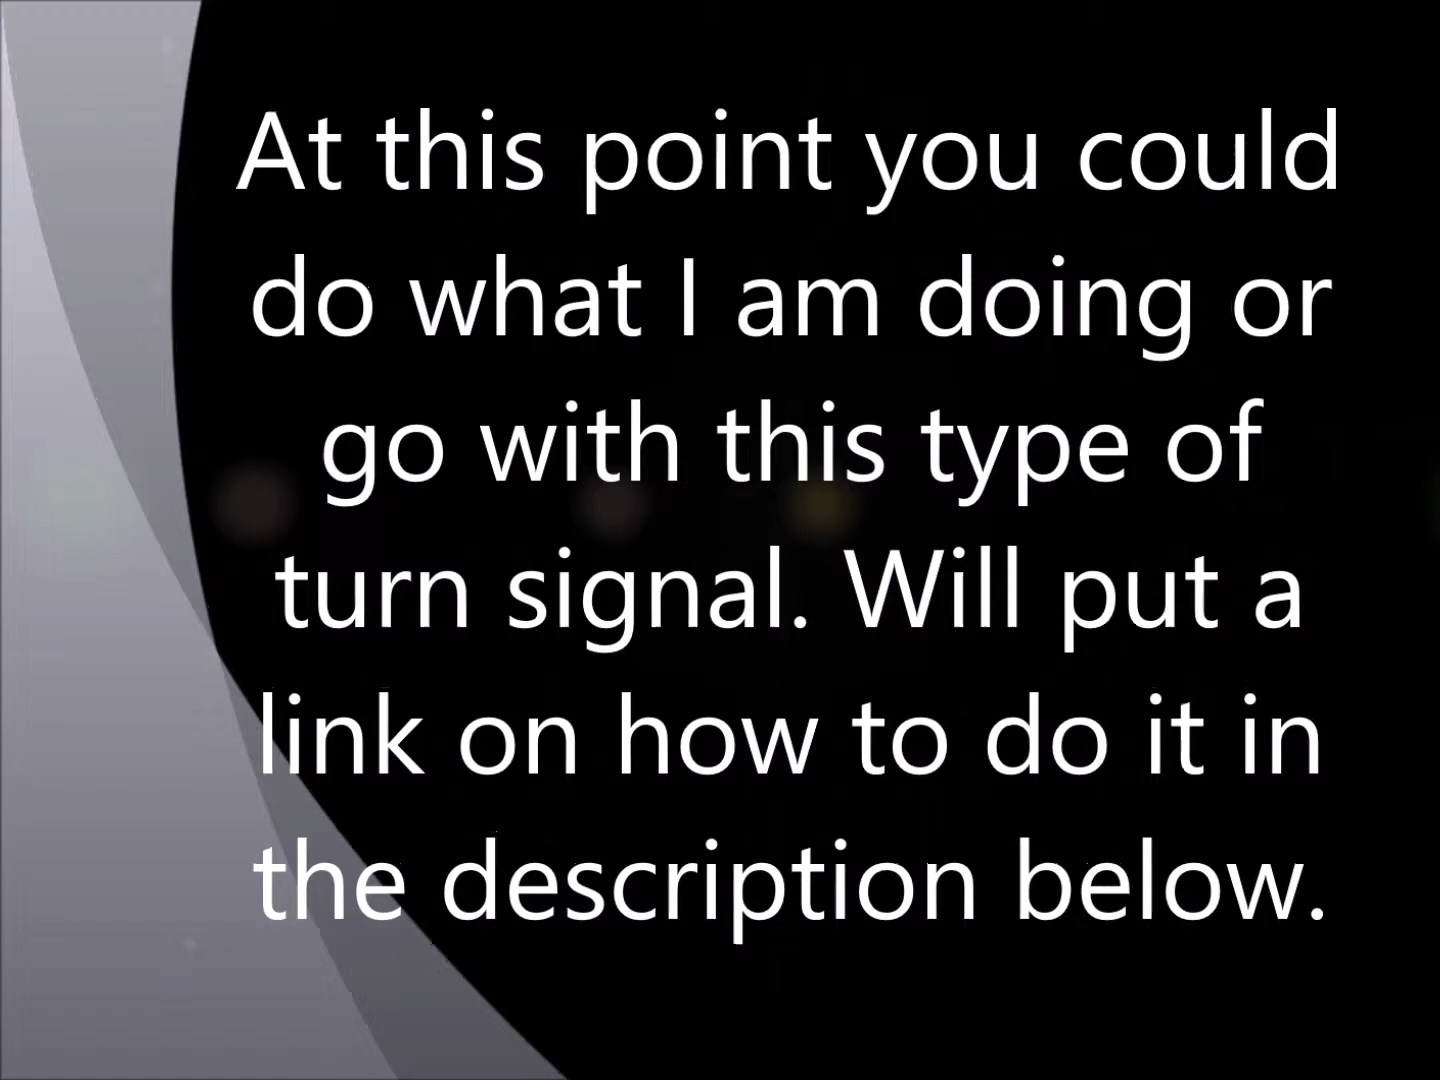 At this point you could
do what I am doing or
go with this type of
turn signal. Will put a
link on how to do it in
the description below.